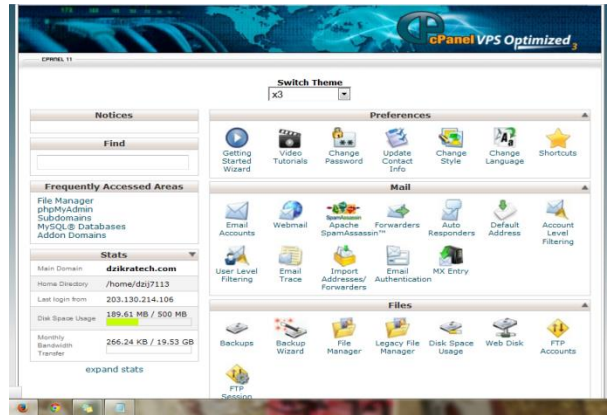 cPanel VPS Optimized 3
CPANEL 11
Switch Theme
x3
Notices
Find
Frequently Accessed Areas
File Manager
phpMyAdmin
Subdomains
MySQL® Databases
Addon Domains
Stats
Main Domain dzikratech.com
Home Directory /home/dzij7113
Last login from 203.130.214.106
Disk Space Usage 189.61 MB / 500 MB
Monthly Bandwidth Transfer 266.24 KB / 19.53 GB
expand stats
Preferences
Getting Started Wizard
Video Tutorials
Change Password
Update Contact Info
Change Style
Change Language
Shortcuts
Mail
Email Accounts
Webmail
SpamAssassin
Apache SpamAssassin™
Forwarders
Auto Responders
Default Address
Account Level Filtering
User Level Filtering
Email Trace
Import Addresses/ Forwarders
Email Authentication
MX Entry
Files
Backups
Backup Wizard
File Manager
Legacy File Manager
Disk Space Usage
Web Disk
FTP Accounts
FTP Session